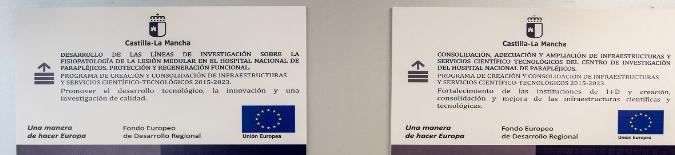 Castilla-La Mancha
DESARROLLO DE LAS LÍNEAS DE INVESTIGACIÓN SOBRE LA
FISIOPATOLOGÍA DE LA LESIÓN MEDULAR EN EL HOSPITAL NACIONAL DE
PARAPLÉJICOS. PROTECCIÓN Y REGENERACIÓN FUNCIONAL.
PROGRAMA DE CREACIÓN Y CONSOLIDACIÓN DE INFRAESTRUCTURAS
Y SERVICIOS CIENTÍFICO-TECNOLÓGICOS 2015-2023.
Promover el desarrollo tecnológico, la innovación y una
investigación de calidad.
Una manera
de hacer Europa
Fondo Europeo
de Desarrollo Regional
Unión Europea
Castilla-La Mancha
CONSOLIDACIÓN, ADECUACIÓN Y AMPLIACIÓN DE INFRAESTRUCTURAS Y
SERVICIOS CIENTÍFICO-TECNOLÓGICOS DEL CENTRO DE INVESTIGACIÓN
DEL HOSPITAL NACIONAL DE PARAPLÉJICOS.
PROGRAMA DE CREACIÓN Y CONSOLIDACIÓN DE INFRAESTRUCTURAS
Y SERVICIOS CIENTÍFICO-TECNOLÓGICOS 2015-2023.
Fortalecimiento de las instituciones de I+D y creación,
consolidación y mejora de las infraestructuras científicas y
tecnológicas.
Una manera
de hacer Europa
Fondo Europeo
de Desarrollo Regional
Unión Europea